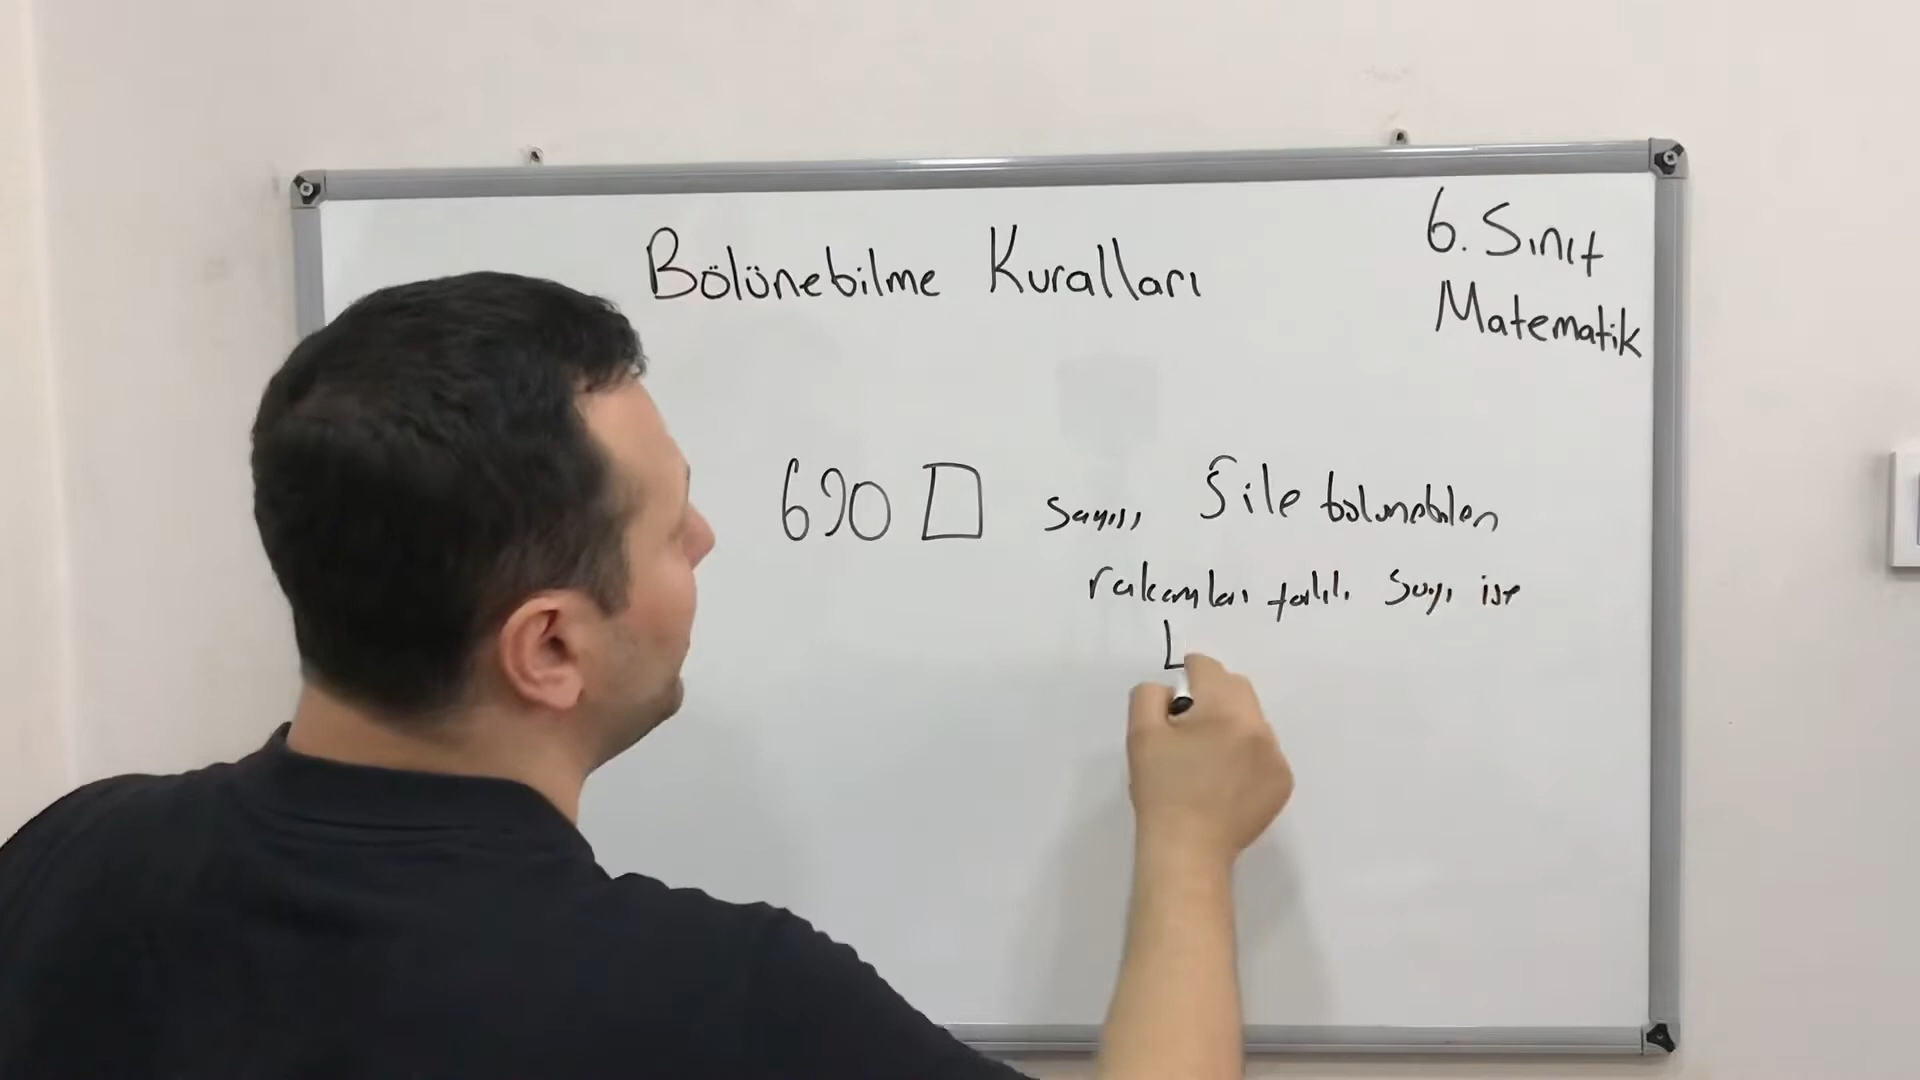 Bölünebilme Kuralları
6. Sınıf
Matematik
690 □ sayısı 5 ile bölünebilen
rakamları farklı sayı ise